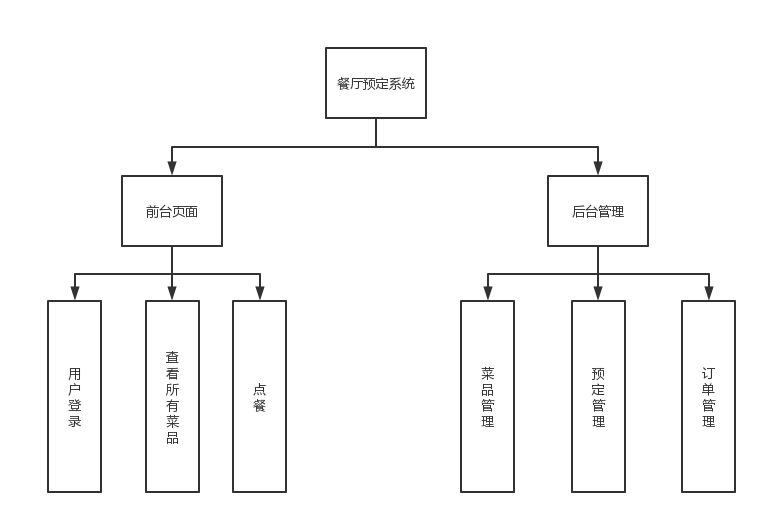 餐厅预定系统
前台页面
后台管理
用户登录
查看所有菜品
点餐
菜品管理
预定管理
订单管理